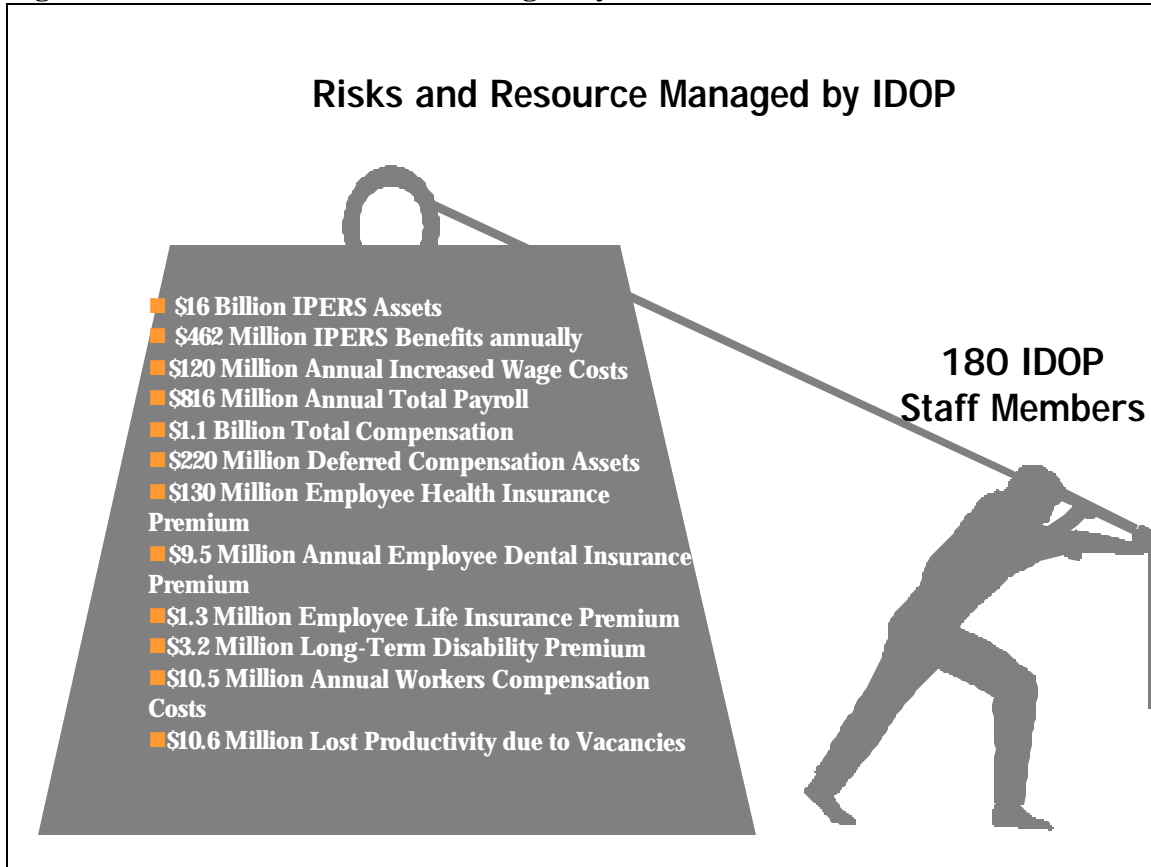 Risks and Resource Managed by IDOP
$16 Billion IPERS Assets
$462 Million IPERS Benefits annually
$120 Million Annual Increased Wage Costs
$816 Million Annual Total Payroll
$1.1 Billion Total Compensation
$220 Million Deferred Compensation Assets
$130 Million Employee Health Insurance
Premium
$9.5 Million Annual Employee Dental Insurance
Premium
$1.3 Million Employee Life Insurance Premium
$3.2 Million Long-Term Disability Premium
$10.5 Million Annual Workers Compensation
Costs
$10.6 Million Lost Productivity due to Vacancies
180 IDOP
Staff Members